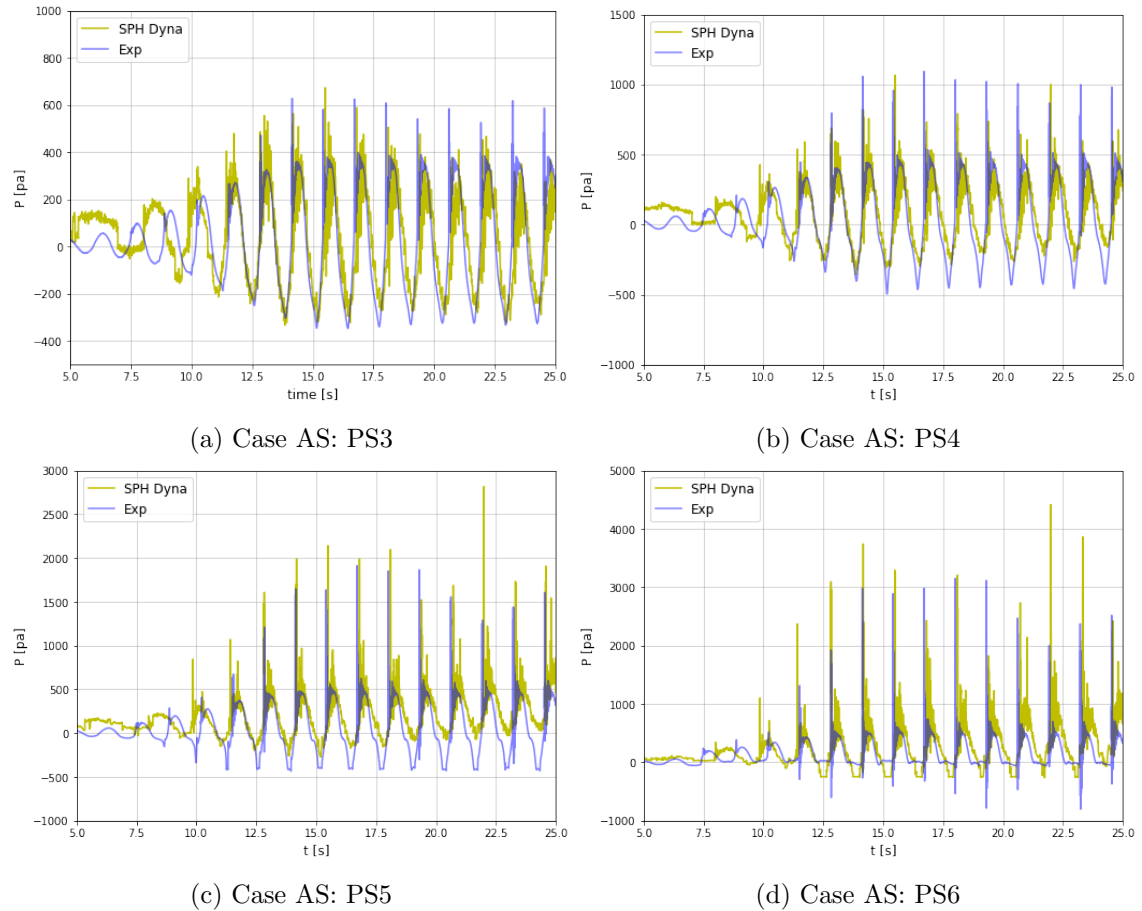 1000
800
600
400
200
0
−200
−400
P [pa]
SPH Dyna
Exp
5.0 7.5 10.0 12.5 15.0 17.5 20.0 22.5 25.0
time [s]
(a) Case AS: PS3
1500
1000
500
0
−500
−1000
P [pa]
SPH Dyna
Exp
5.0 7.5 10.0 12.5 15.0 17.5 20.0 22.5 25.0
t [s]
(b) Case AS: PS4
3000
2500
2000
1500
1000
500
0
−500
−1000
P [pa]
SPH Dyna
Exp
5.0 7.5 10.0 12.5 15.0 17.5 20.0 22.5 25.0
t [s]
(c) Case AS: PS5
5000
4000
3000
2000
1000
0
−1000
P [pa]
SPH Dyna
Exp
5.0 7.5 10.0 12.5 15.0 17.5 20.0 22.5 25.0
t [s]
(d) Case AS: PS6